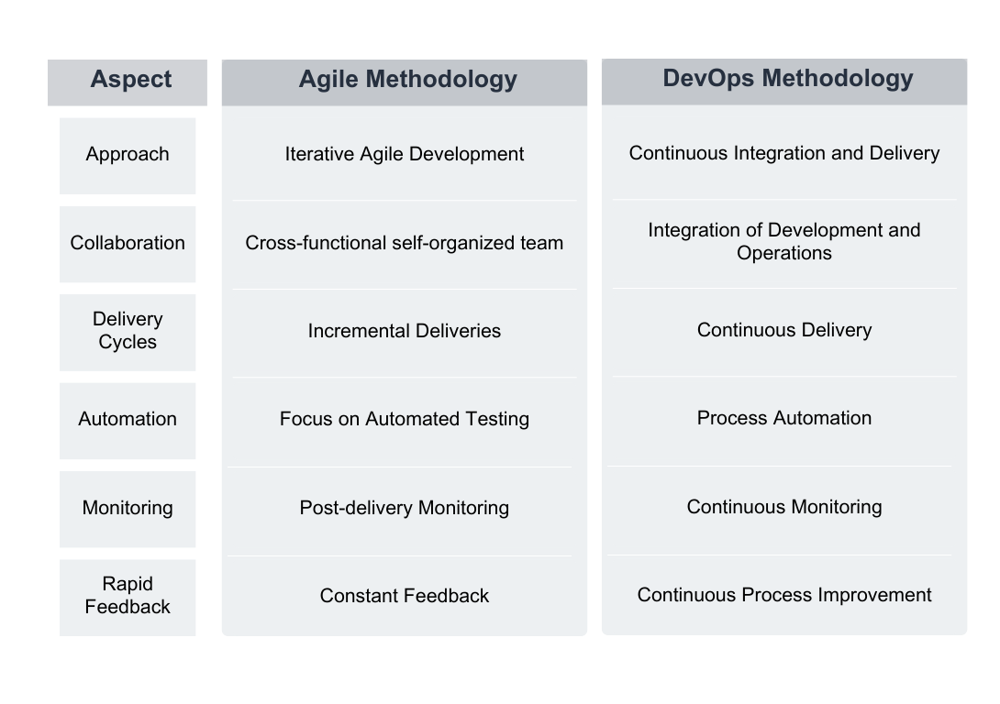 Aspect
Agile Methodology
DevOps Methodology
Approach
Iterative Agile Development
Continuous Integration and Delivery
Collaboration
Cross-functional self-organized team
Integration of Development and
Operations
Delivery
Cycles
Incremental Deliveries
Continuous Delivery
Automation
Focus on Automated Testing
Process Automation
Monitoring
Post-delivery Monitoring
Continuous Monitoring
Rapid
Feedback
Constant Feedback
Continuous Process Improvement